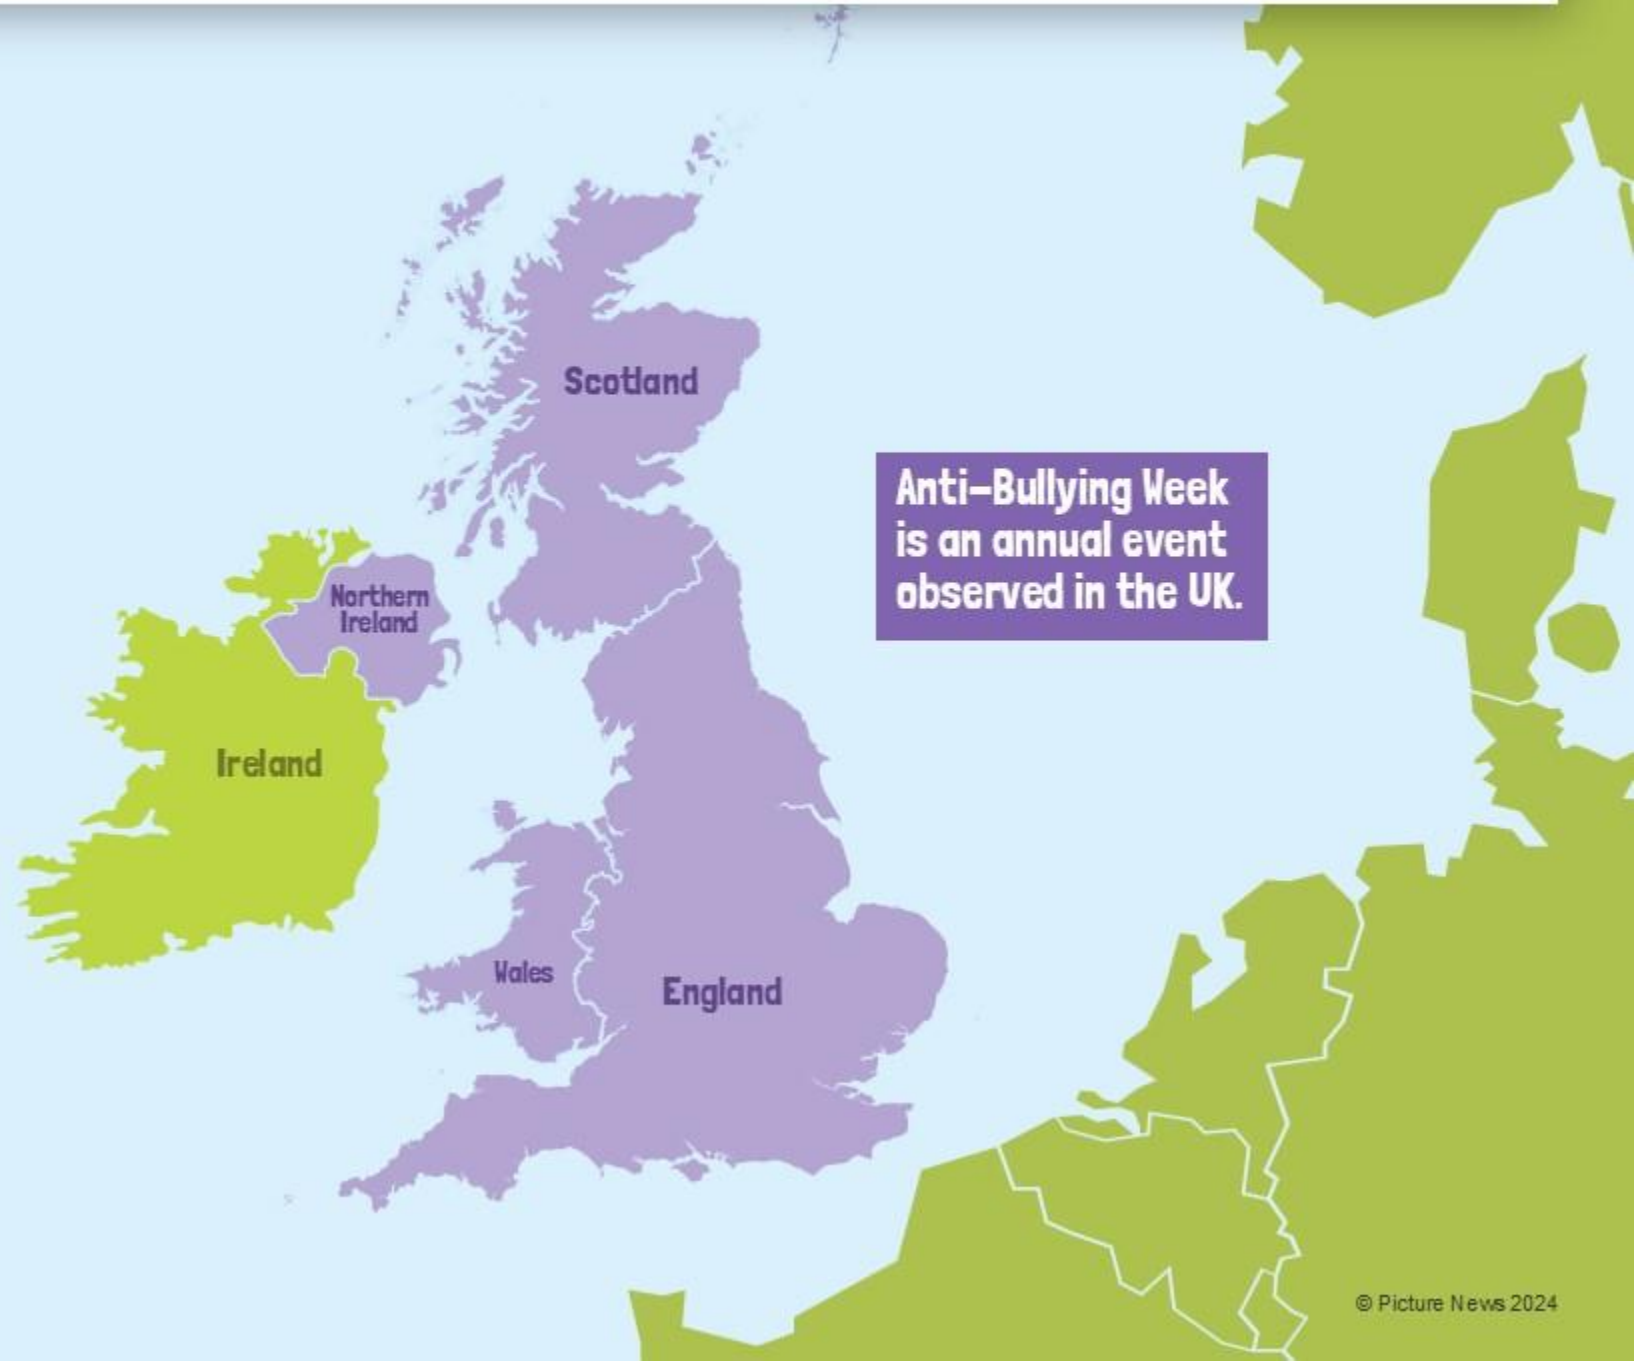 Scotland
Anti-Bullying Week
is an annual event
observed in the UK.
Northern
Ireland
Ireland
Wales
England
© Picture News 2024